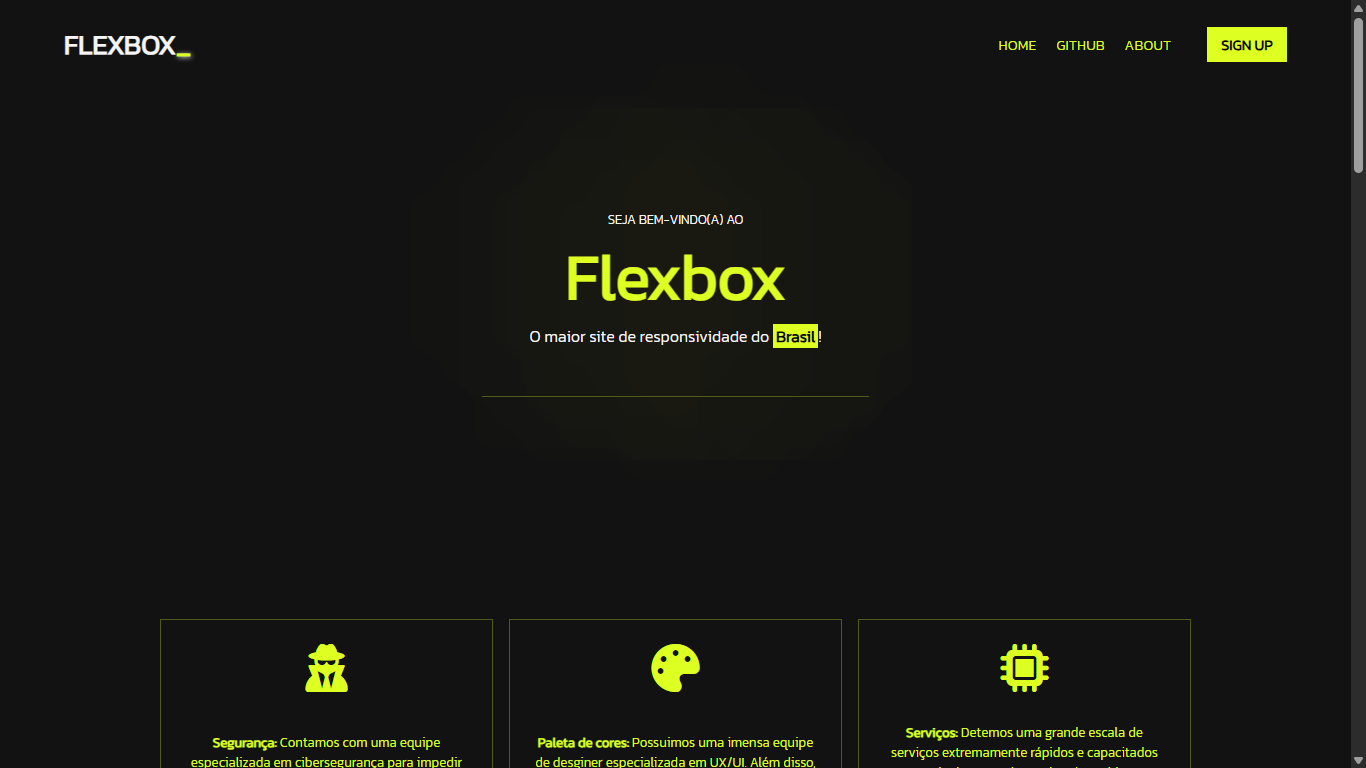 FLEXBOX_
HOME GITHUB ABOUT SIGN UP
SEJA BEM-VINDO(A) AO
Flexbox
O maior site de responsividade do Brasil!
Segurança: Contamos com uma equipe
especializada em cibersegurança para impedir
Paleta de cores: Possuimos uma imensa equipe
de desginer especializada em UX/UI. Além disso,
Serviços: Detemos uma grande escala de
serviços extremamente rápidos e capacitados